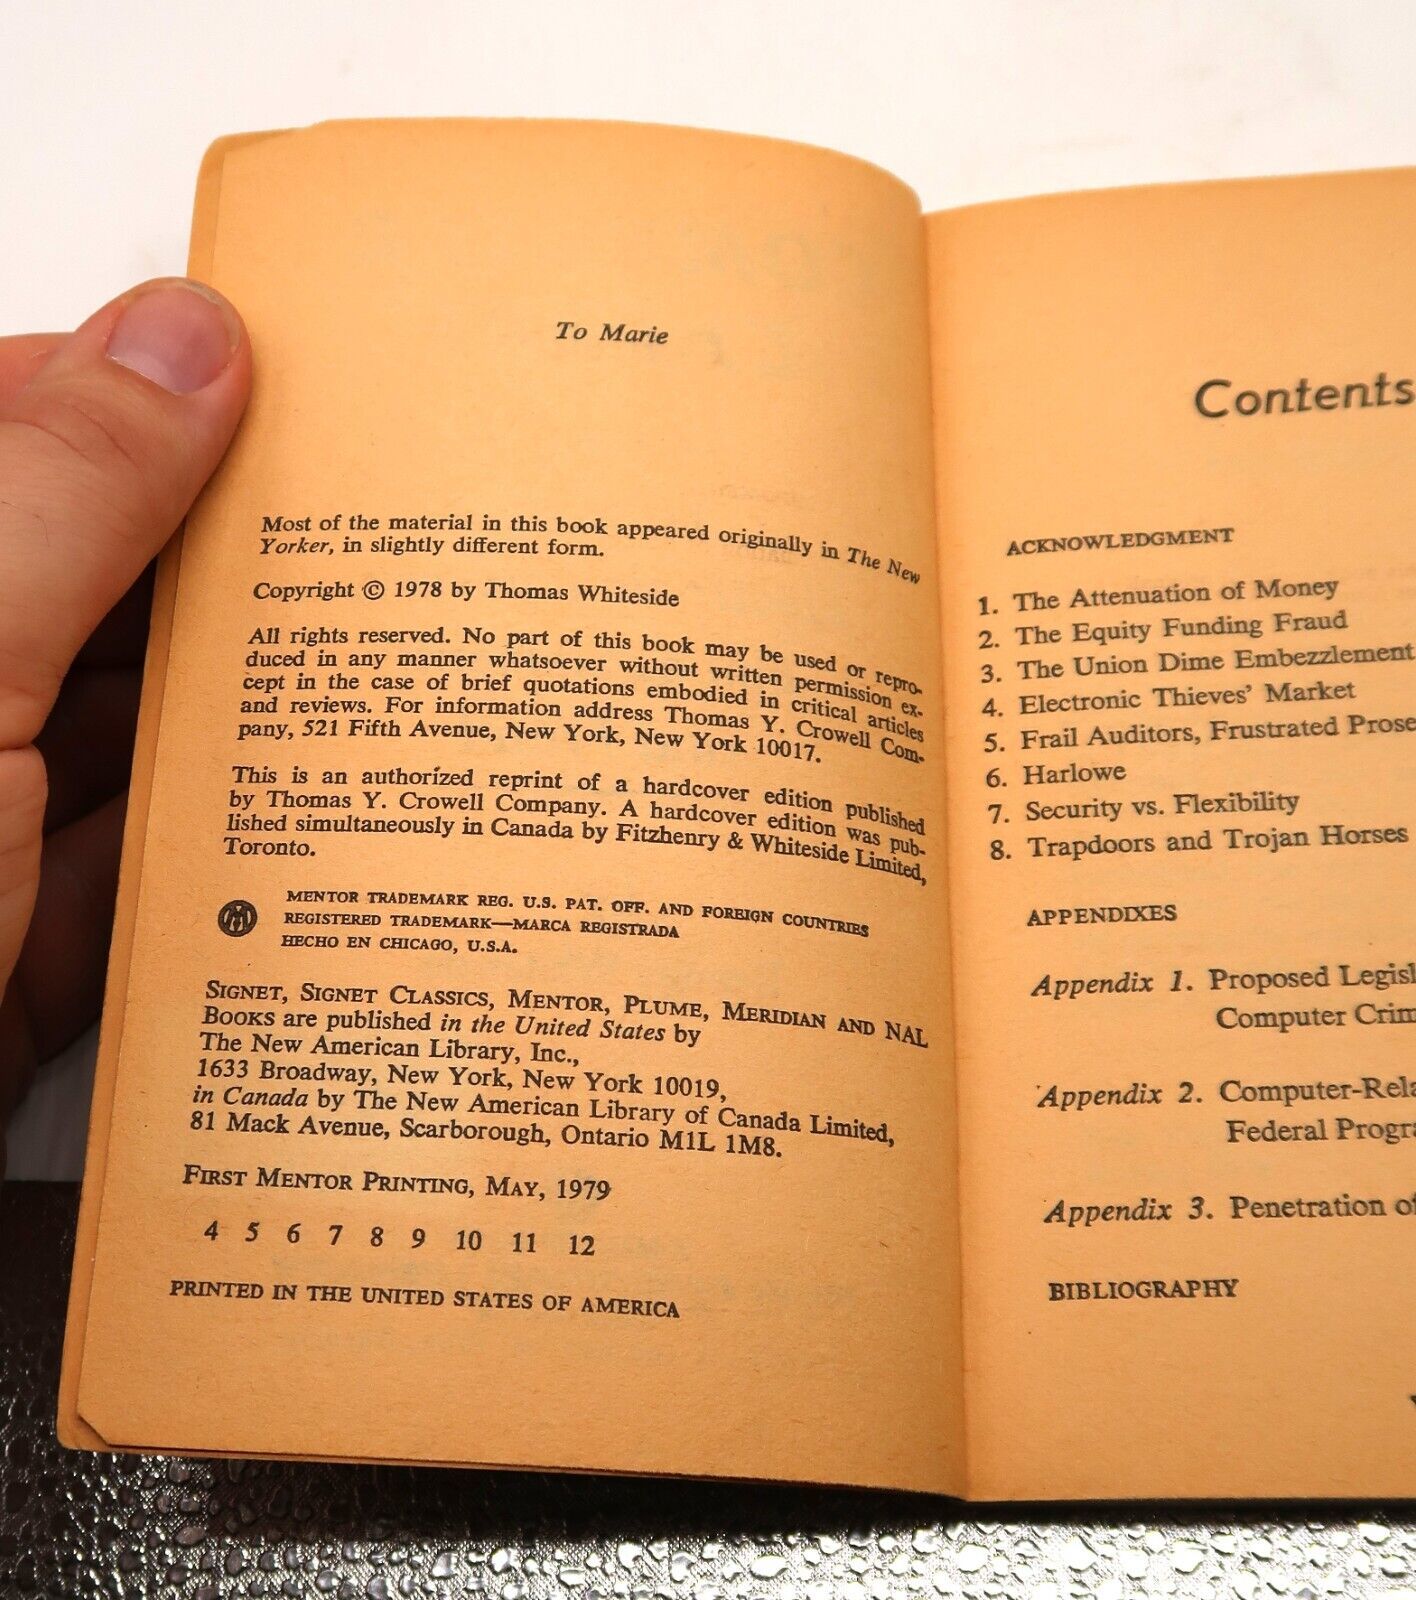 To Marie
Most of the material in this book appeared originally in The New
Yorker, in slightly different form.
Copyright © 1978 by Thomas Whiteside
All rights reserved. No part of this book may be used or repro-
duced in any manner whatsoever without written permission ex-
cept in the case of brief quotations embodied in critical articles
and reviews. For information address Thomas Y. Crowell Com-
pany, 521 Fifth Avenue, New York, New York 10017.
This is an authorized reprint of a hardcover edition published
by Thomas Y. Crowell Company. A hardcover edition was pub-
lished simultaneously in Canada by Fitzhenry & Whiteside Limited,
Toronto.
MENTOR TRADEMARK REG. U.S. PAT. OFF. AND FOREIGN COUNTRIES
REGISTERED TRADEMARK—MARCA REGISTRADA
HECHO EN CHICAGO, U.S.A.
SIGNET, SIGNET CLASSICS, MENTOR, PLUME, MERIDIAN AND NAL
BOOKS are published in the United States by
The New American Library, Inc.,
1633 Broadway, New York, New York 10019,
in Canada by The New American Library of Canada Limited,
81 Mack Avenue, Scarborough, Ontario M1L 1M8.
FIRST MENTOR PRINTING, MAY, 1979
4 5 6 7 8 9 10 11 12
PRINTED IN THE UNITED STATES OF AMERICA
Contents
ACKNOWLEDGMENT
1. The Attenuation of Money
2. The Equity Funding Fraud
3. The Union Dime Embezzlement
4. Electronic Thieves' Market
5. Frail Auditors, Frustrated Prose
6. Harlowe
7. Security vs. Flexibility
8. Trapdoors and Trojan Horses
APPENDIXES
Appendix 1. Proposed Legisl
Computer Crim
Appendix 2. Computer-Rela
Federal Progra
Appendix 3. Penetration of
BIBLIOGRAPHY